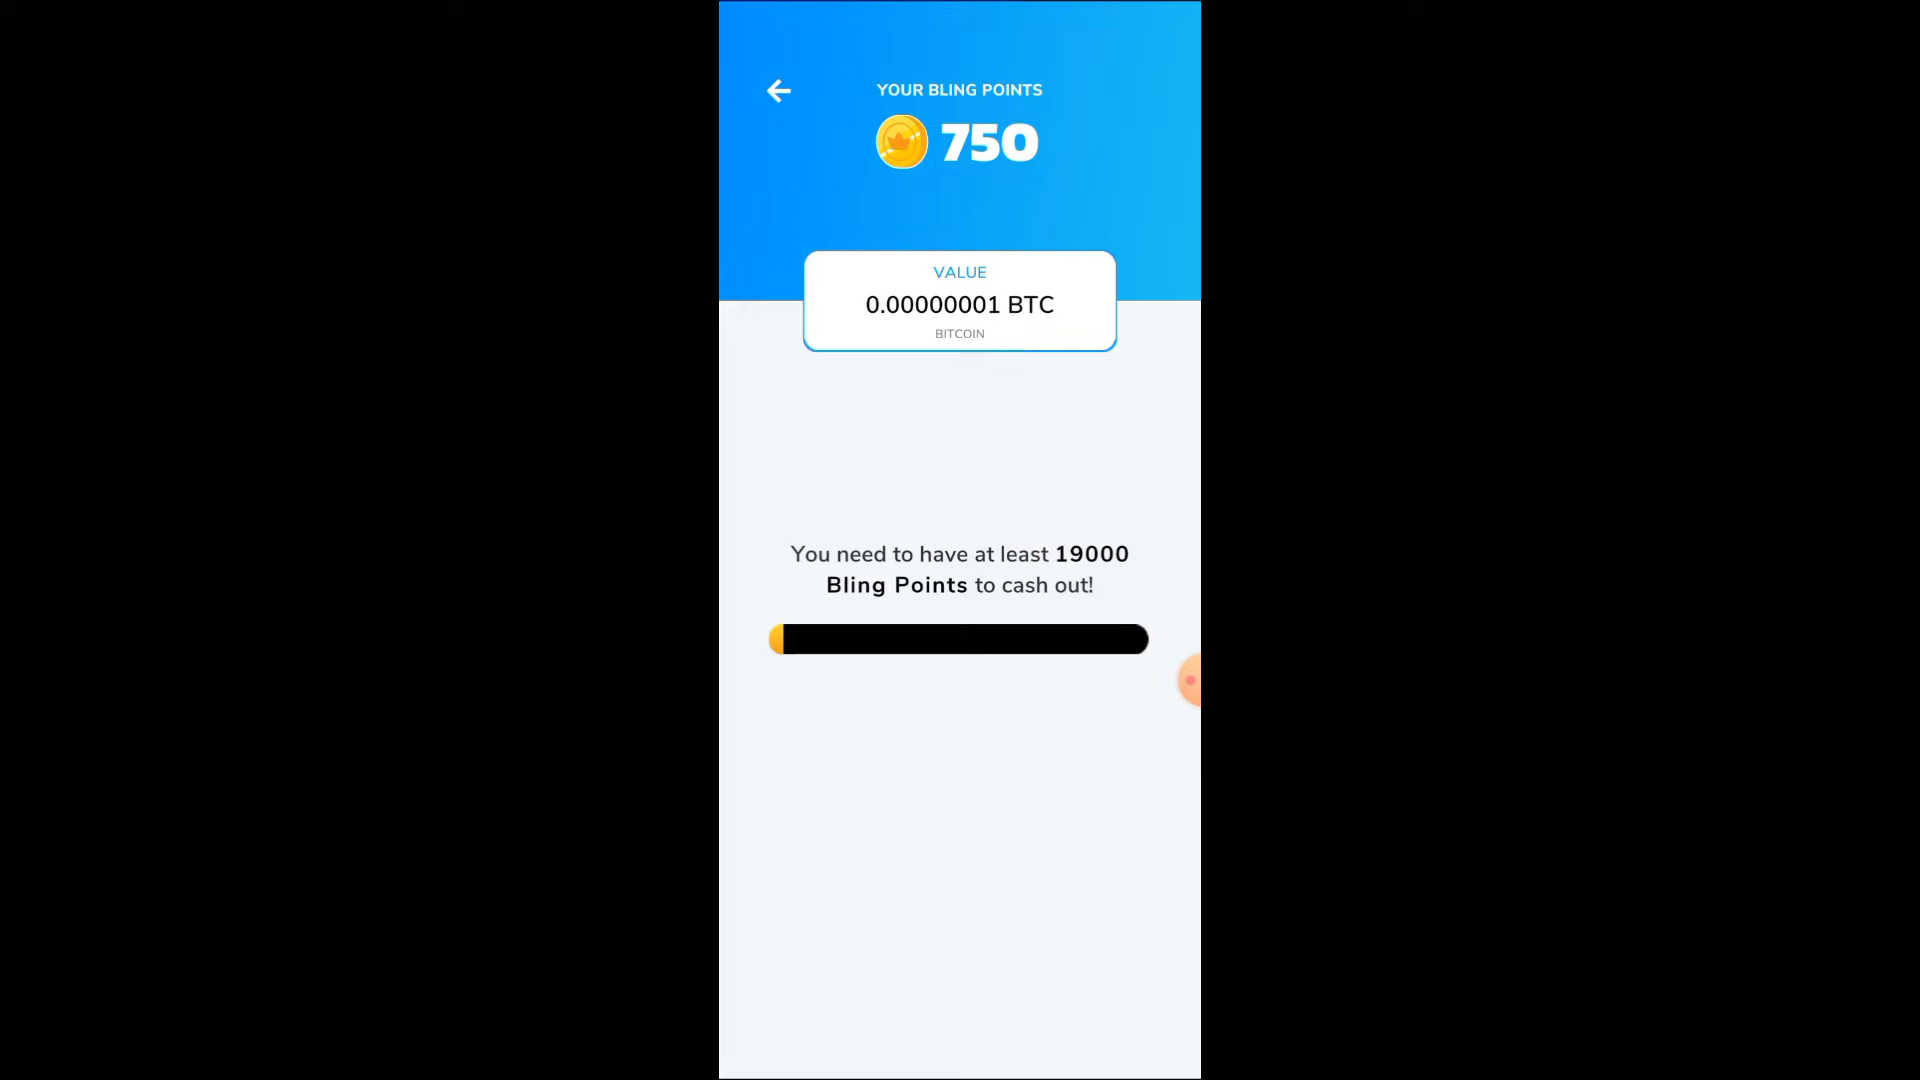 YOUR BLING POINTS
750
VALUE
0.00000001 BTC
BITCOIN
You need to have at least 19000
Bling Points to cash out!